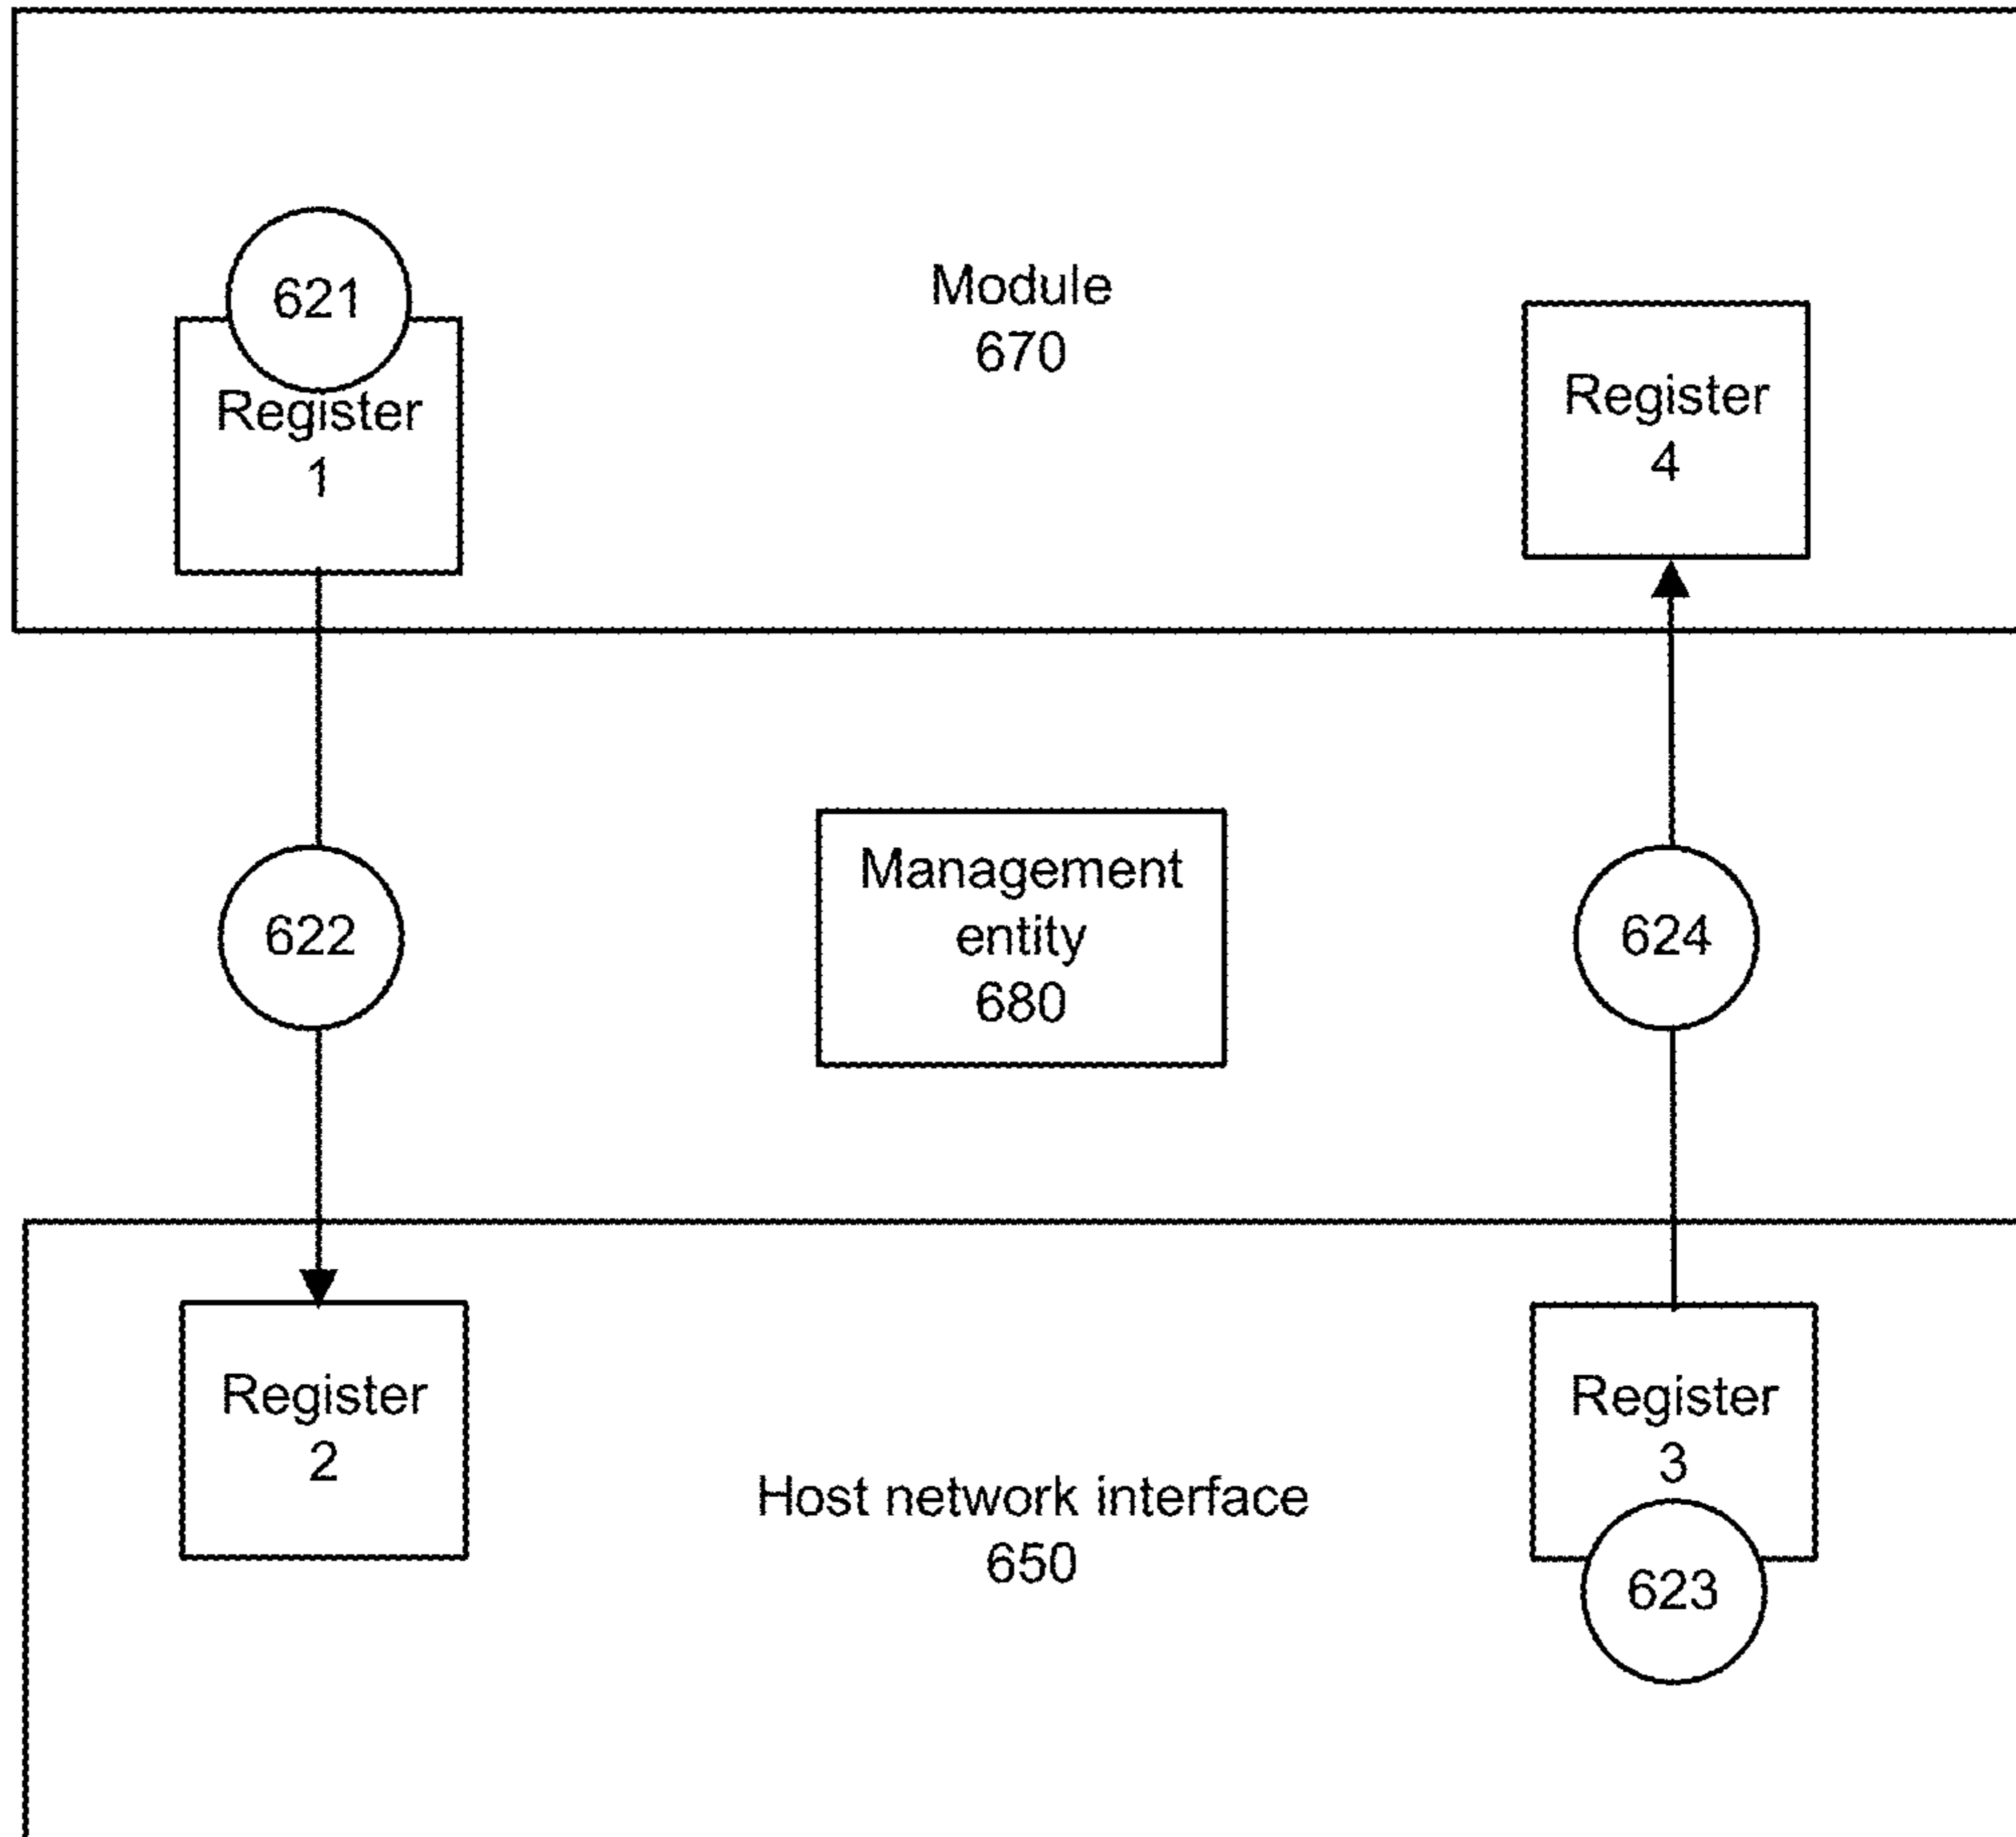 621
Register
1
Module
670
Register
4
622
Management
entity
680
624
Register
2
Host network interface
650
Register
3
623